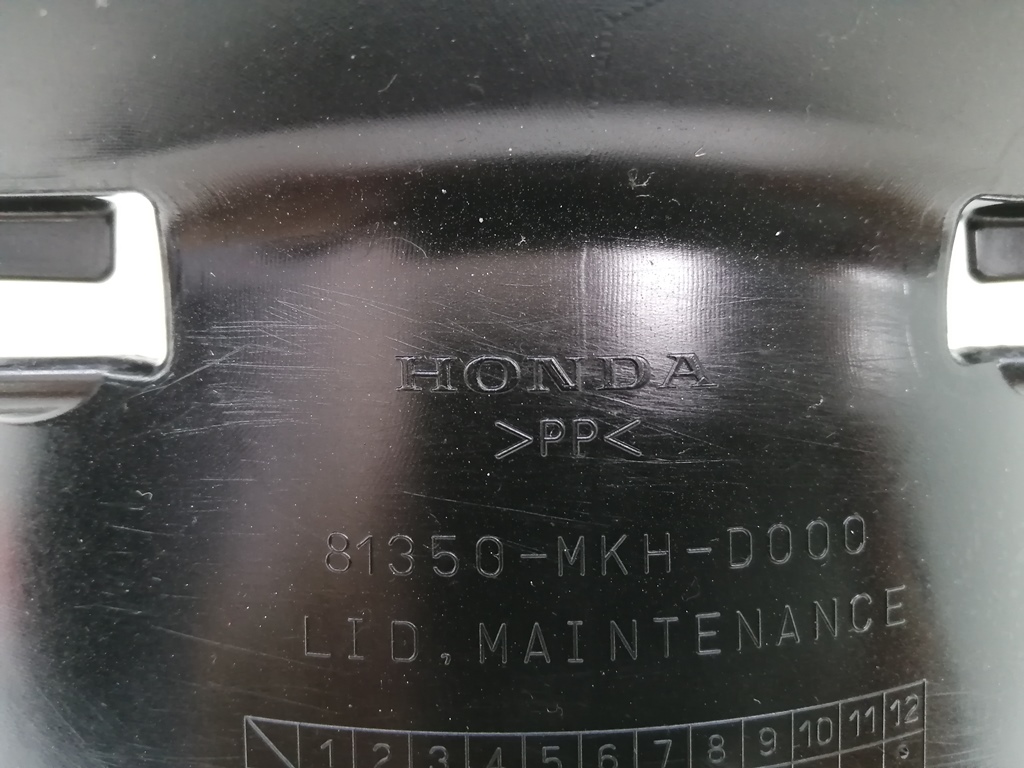 HONDA
>PP<
81350-MKH-D000
LID, MAINTENANCE
1 2 3 4 5 6 7 8 9 10 11 12